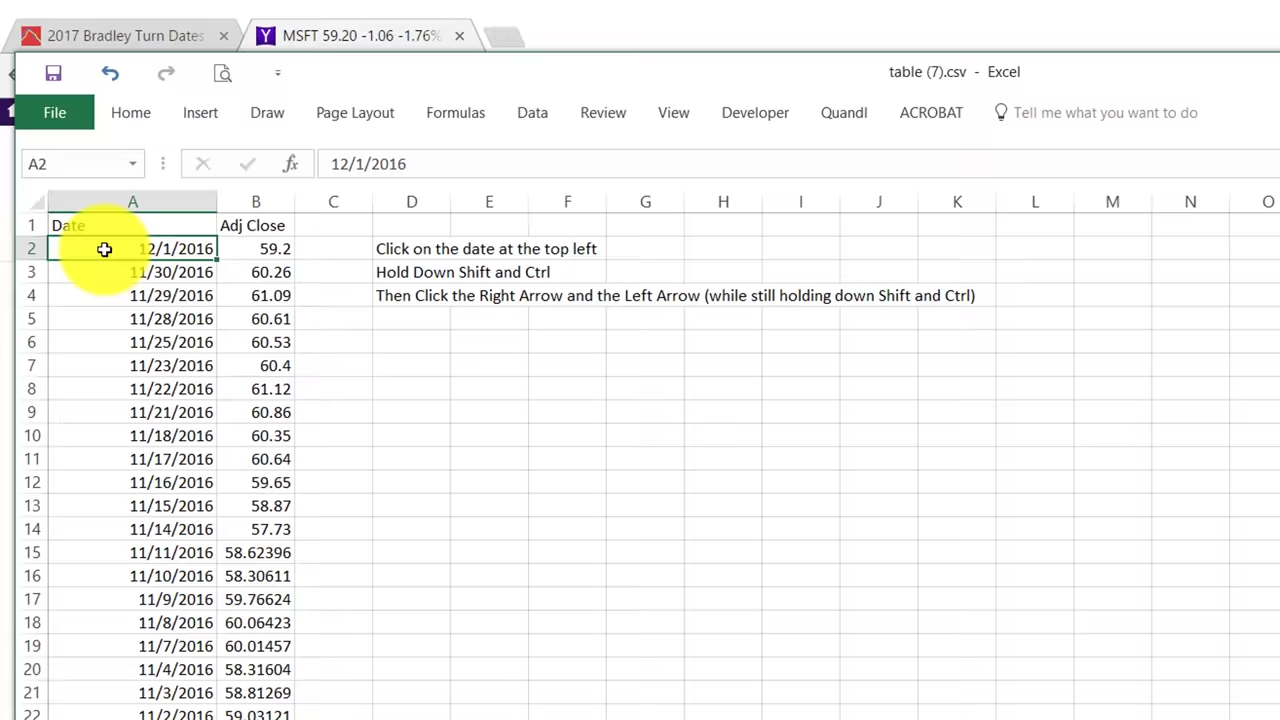 2017 Bradley Turn Dates
MSFT 59.20 -1.06 -1.76%
table (7).csv - Excel
File Home Insert Draw Page Layout Formulas Data Review View Developer Quandl ACROBAT Tell me what you want to do
A2 fx 12/1/2016
A B C D E F G H I J K L M N O
1 Date Adj Close
2 12/1/2016 59.2 Click on the date at the top left
3 11/30/2016 60.26 Hold Down Shift and Ctrl
4 11/29/2016 61.09 Then Click the Right Arrow and the Left Arrow (while still holding down Shift and Ctrl)
5 11/28/2016 60.61
6 11/25/2016 60.53
7 11/23/2016 60.4
8 11/22/2016 61.12
9 11/21/2016 60.86
10 11/18/2016 60.35
11 11/17/2016 60.64
12 11/16/2016 59.65
13 11/15/2016 58.87
14 11/14/2016 57.73
15 11/11/2016 58.62396
16 11/10/2016 58.30611
17 11/9/2016 59.76624
18 11/8/2016 60.06423
19 11/7/2016 60.01457
20 11/4/2016 58.31604
21 11/3/2016 58.81269
22 11/2/2016 59.03121